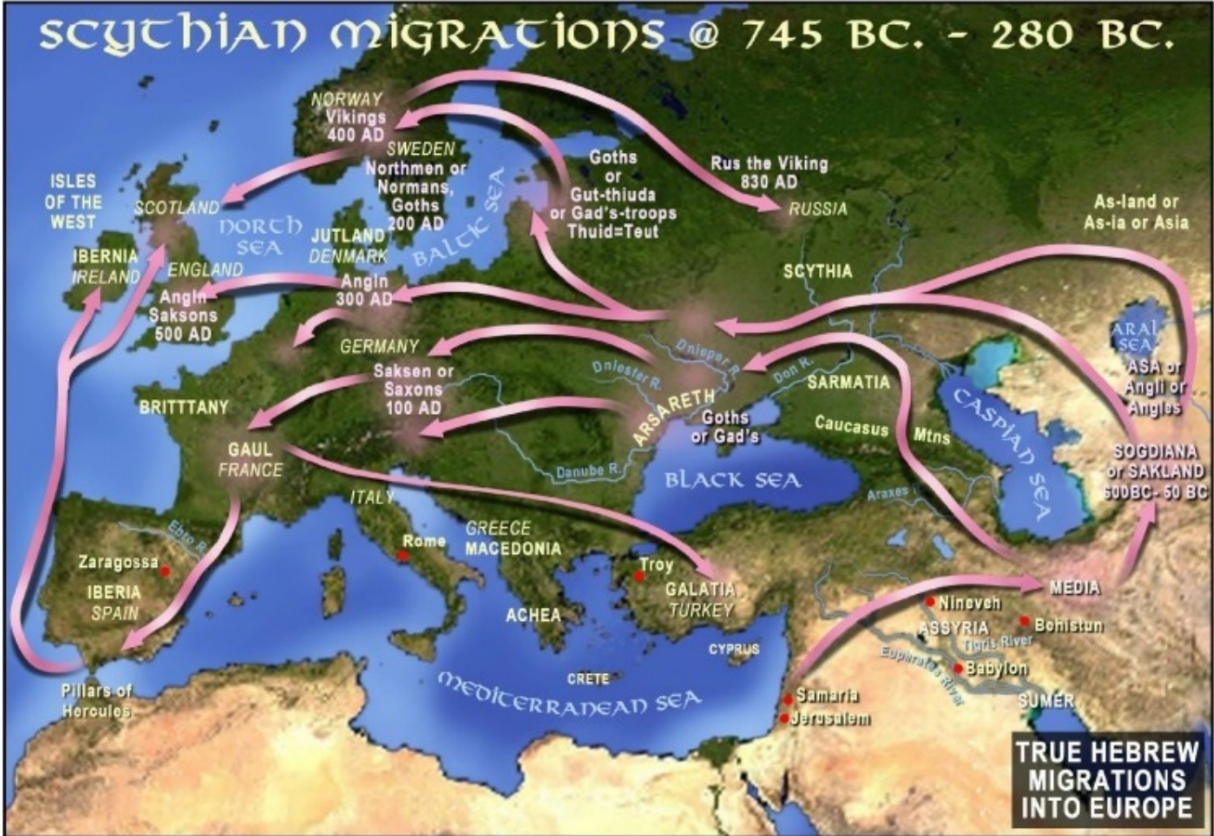 SCYTHIAN MIGRATIONS @ 745 BC. - 280 BC.
NORWAY
Vikings
400 AD
SWEDEN
Northmen or
Normans,
Goths
200 AD
Goths
or
Gut-thiuda
or Gad's-troops
Thuid=Teut
Rus the Viking
830 AD
RUSSIA
As-land or
As-ia or Asia
ISLES
OF THE
WEST
SCOTLAND
NORTH
SEA
JUTLAND
DENMARK
BALTIC SEA
IBERNIA
IRELAND
ENGLAND
Angln
Saksons
500 AD
Angln
300 AD
SCYTHIA
ARAL
SEA
ASA or
Angli or
Angles
GERMANY
Saksen or
Saxons
100 AD
Dnieper R.
Dniester R.
Don R.
SARMATIA
ARSARETH
Goths
or Gad's
Caucasus Mtns
CASPIAN SEA
SOGDIANA
or SAKLAND
600BC- 50 BC
BRITTTANY
GAUL
FRANCE
Danube R.
BLACK SEA
Araxes
ITALY
Ebro R.
Zaragossa
IBERIA
SPAIN
Rome
GREECE
MACEDONIA
Troy
GALATIA
TURKEY
ACHEA
MEDIA
Nineveh
ASSYRIA
Behistun
Tigris River
Euphrates River
Babylon
SUMER
CYPRUS
CRETE
MEDITERRANEAN SEA
Pillars of
Hercules
Samaria
Jerusalem
TRUE HEBREW
MIGRATIONS
INTO EUROPE